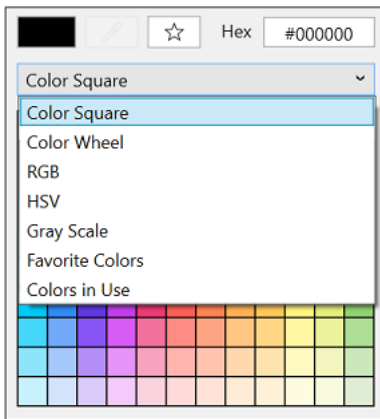 Hex #000000
Color Square
Color Square
Color Wheel
RGB
HSV
Gray Scale
Favorite Colors
Colors in Use